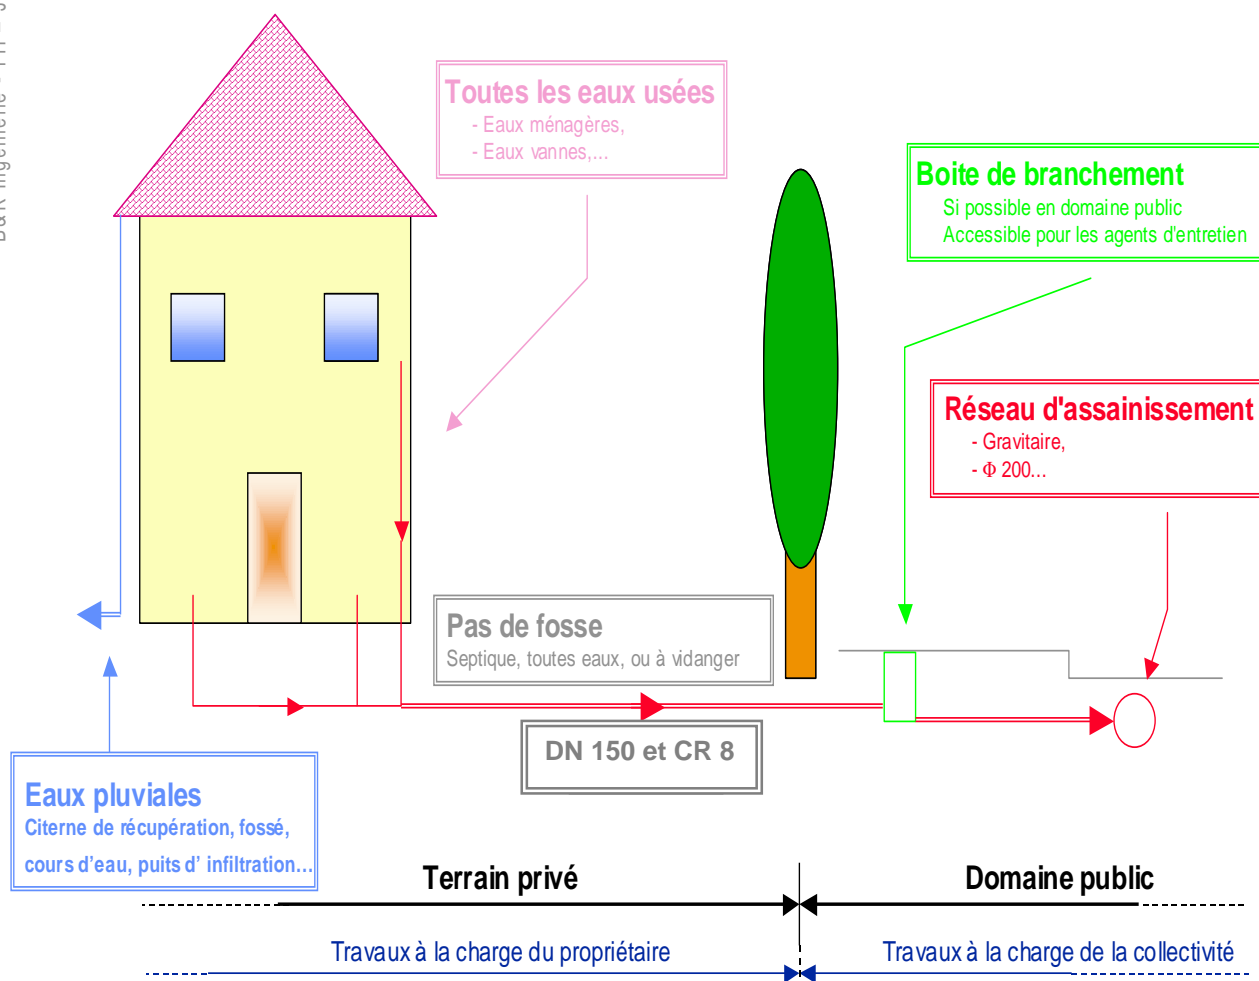 Toutes les eaux usées
- Eaux ménagères,
- Eaux vannes,...
Boite de branchement
Si possible en domaine public
Accessible pour les agents d'entretien
Réseau d'assainissement
- Gravitaire,
- Φ 200...
Pas de fosse
Septique, toutes eaux, ou à vidanger
DN 150 et CR 8
Eaux pluviales
Citerne de récupération, fossé,
cours d’eau, puits d’ infiltration...
Terrain privé
Domaine public
Travaux à la charge du propriétaire
Travaux à la charge de la collectivité